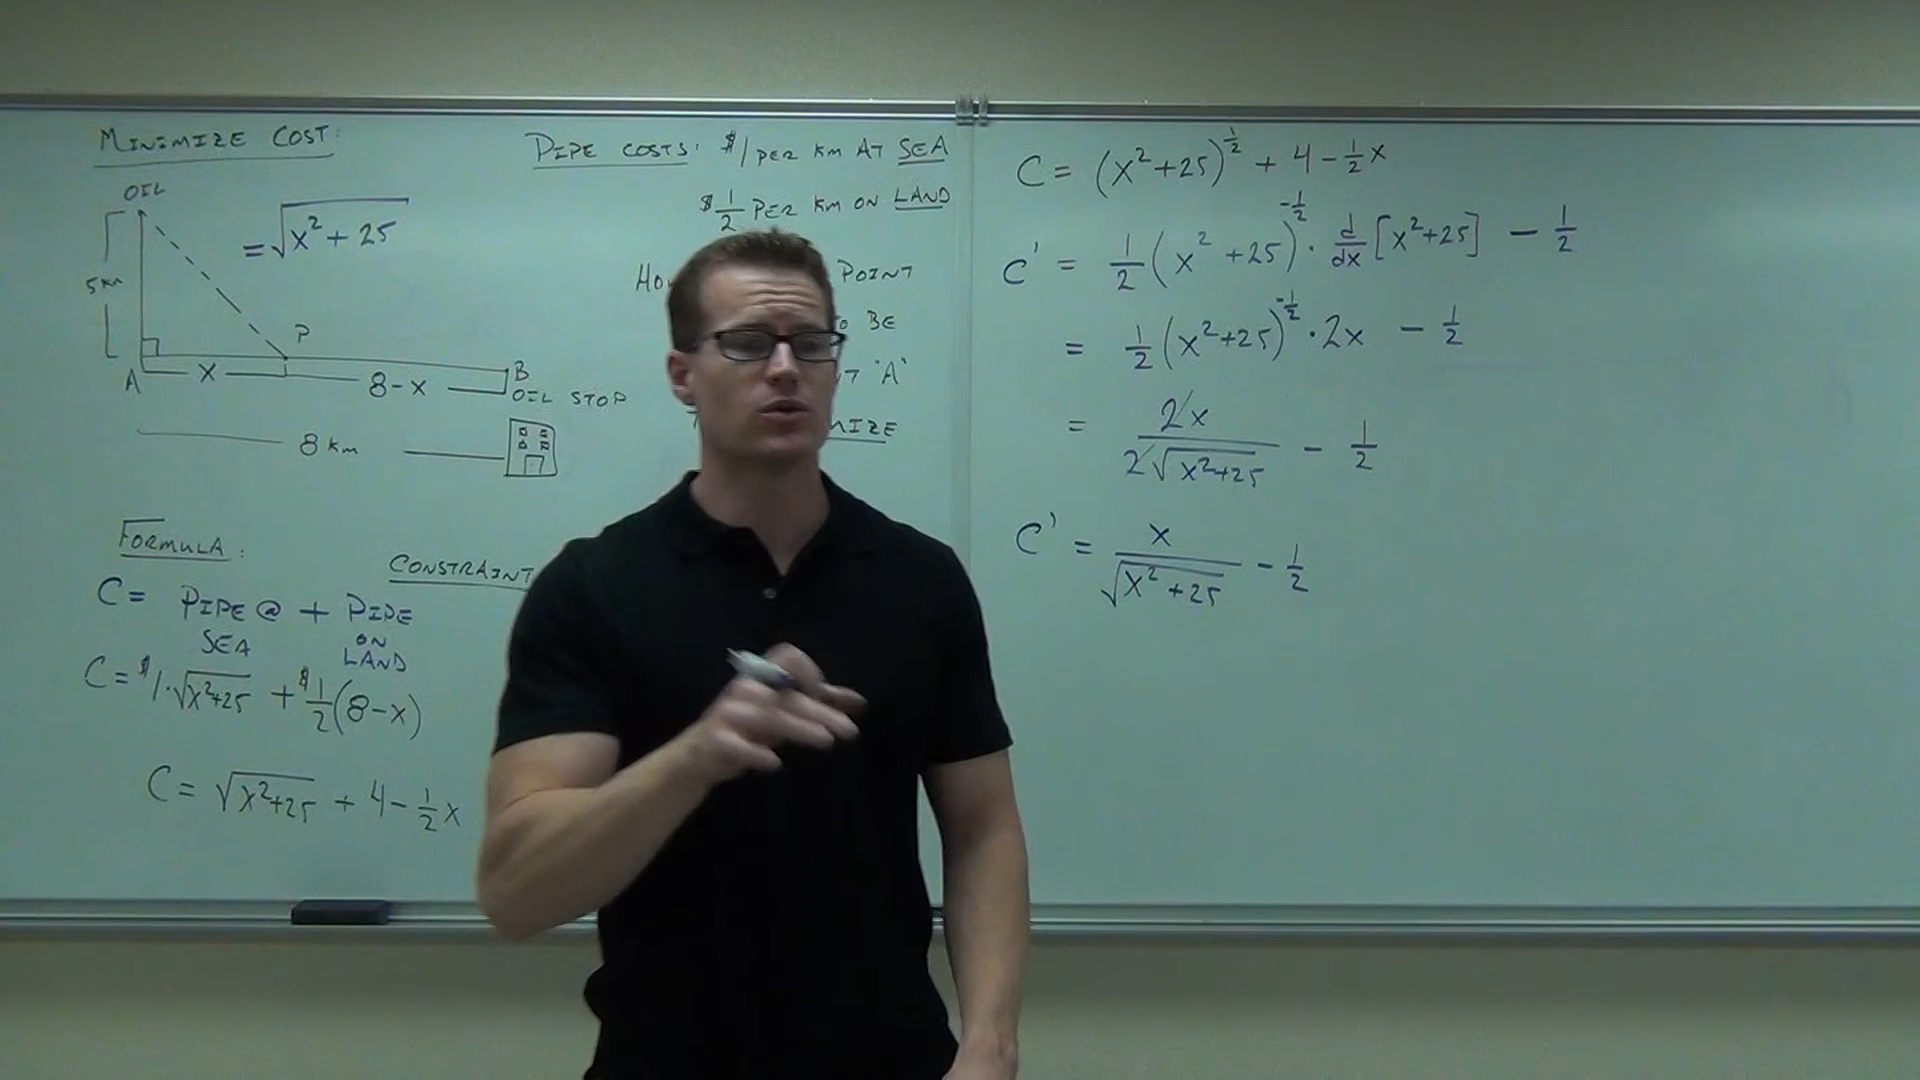 MINIMIZE COST:
OIL
= √(x² + 25)
5 km
P
A
x
8 - x
B
OIL STOP
8 km
PIPE COSTS: $1 PER KM AT SEA
$1/2 PER KM ON LAND
POINT
BE
'A'
FORMULA:
CONSTRAINT
C = PIPE @ + PIPE
SEA ON
LAND
C = $1 · √(x²+25) + $1/2 (8 - x)
C = √(x²+25) + 4 - 1/2 x
C = (x² + 25)^1/2 + 4 - 1/2 x
C' = 1/2 (x² + 25)^-1/2 · d/dx [x² + 25] - 1/2
= 1/2 (x² + 25)^-1/2 · 2x - 1/2
= 2x / 2√(x²+25) - 1/2
C' = x / √(x² + 25) - 1/2